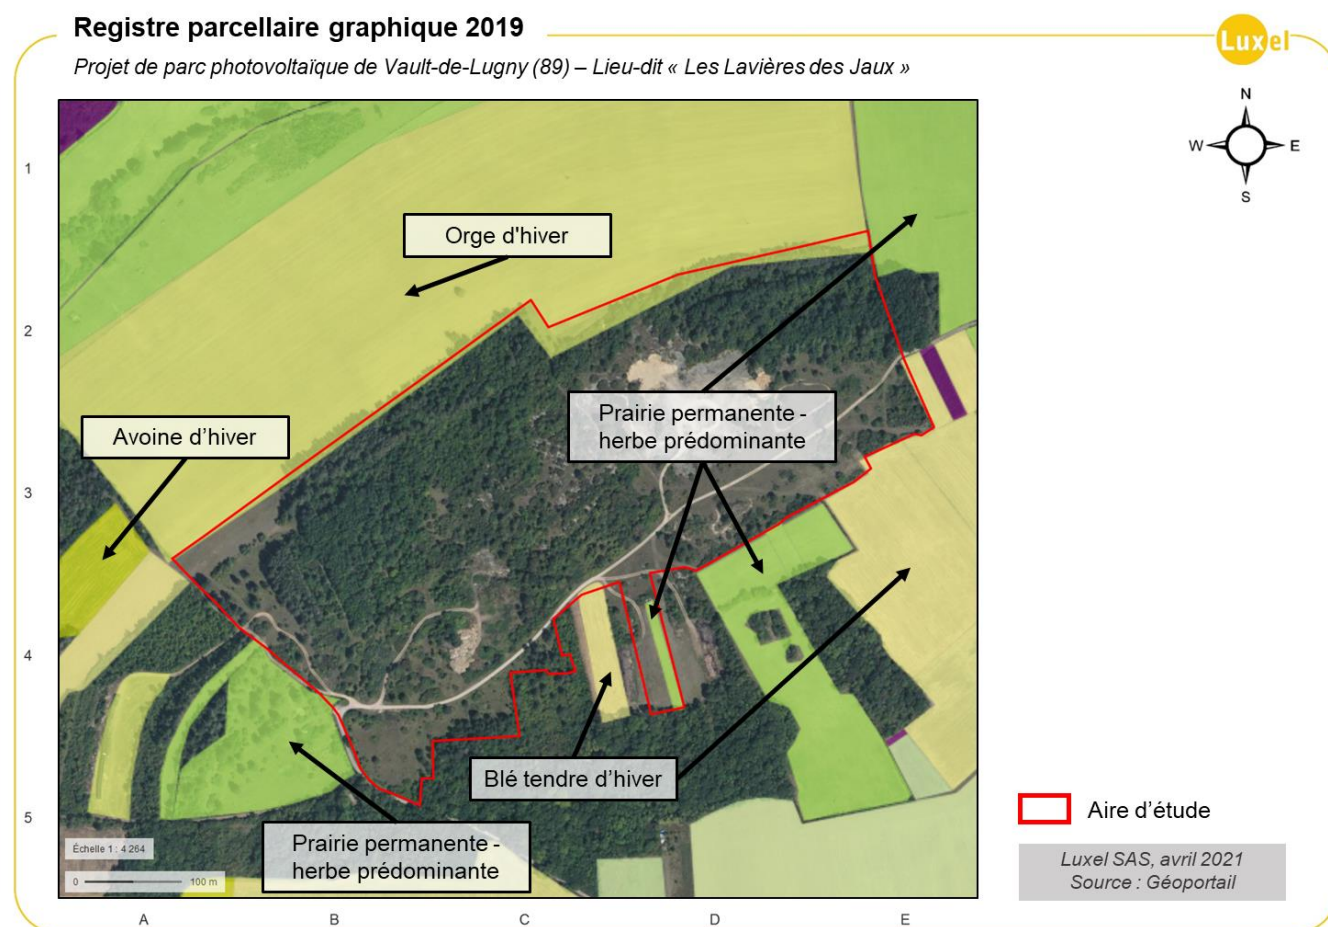 Registre parcellaire graphique 2019
Luxel
Projet de parc photovoltaïque de Vault-de-Lugny (89) – Lieu-dit « Les Lavières des Jaux »
N
W
E
S
1
2
3
4
5
Orge d'hiver
Avoine d’hiver
Prairie permanente -
herbe prédominante
Blé tendre d’hiver
Prairie permanente -
herbe prédominante
Échelle 1 : 4 264
0
100 m
A
B
C
D
E
Aire d’étude
Luxel SAS, avril 2021
Source : Géoportail